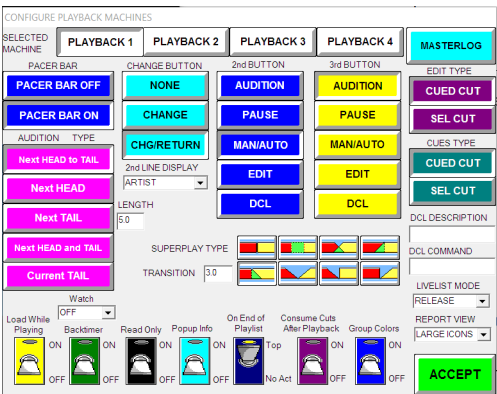 CONFIGURE PLAYBACK MACHINES
SELECTED MACHINE
PLAYBACK 1
PLAYBACK 2
PLAYBACK 3
PLAYBACK 4
MASTERLOG
PACER BAR
CHANGE BUTTON
2nd BUTTON
3rd BUTTON
EDIT TYPE
PACER BAR OFF
NONE
AUDITION
AUDITION
CUED CUT
PACER BAR ON
CHANGE
PAUSE
PAUSE
SEL CUT
AUDITION TYPE
CHG/RETURN
MAN/AUTO
MAN/AUTO
CUES TYPE
Next HEAD to TAIL
2nd LINE DISPLAY
EDIT
EDIT
CUED CUT
Next HEAD
ARTIST
DCL
DCL
SEL CUT
Next TAIL
LENGTH
5.0
DCL DESCRIPTION
Next HEAD and TAIL
SUPERPLAY TYPE
DCL COMMAND
Current TAIL
TRANSITION 3.0
LIVELIST MODE
RELEASE
Watch
OFF
REPORT VIEW
LARGE ICONS
Load While Playing
Backtimer
Read Only
Popup Info
On End of Playlist
Consume Cuts After Playback
Group Colors
ON
ON
ON
ON
Top
ON
ON
OFF
OFF
OFF
OFF
No Act
OFF
OFF
ACCEPT